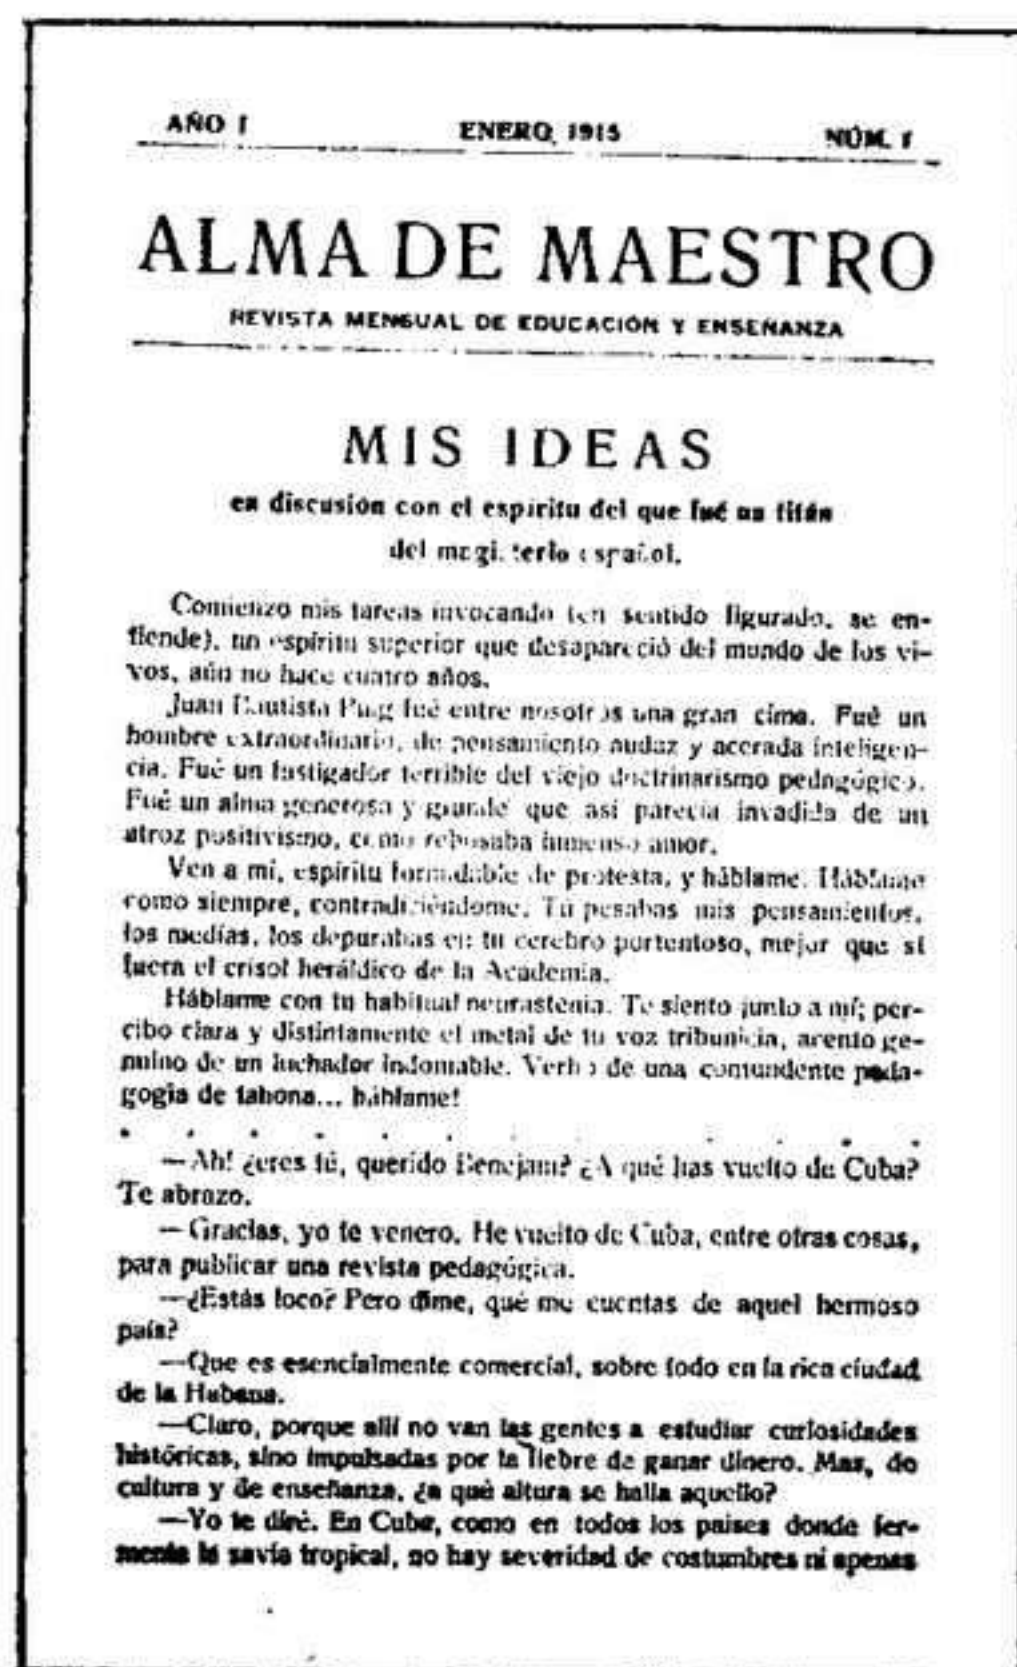 AÑO I ENERO, 1915 NÚM. 1
ALMA DE MAESTRO
REVISTA MENSUAL DE EDUCACIÓN Y ENSEÑANZA
MIS IDEAS
en discusión con el espíritu del que fué un titán
del magisterio español.
Comienzo mis tareas invocando (en sentido figurado, se en-
tiende), un espíritu superior que desapareció del mundo de los vi-
vos, aún no hace cuatro años.
Juan Bautista Puig fué entre nosotros una gran cima. Fué un
hombre extraordinario, de pensamiento audaz y acerada inteligen-
cia. Fué un fustigador terrible del viejo doctrinarismo pedagógico.
Fué un alma generosa y grande que así parecía invadida de un
atroz positivismo, como rebosaba inmenso amor.
Ven a mi, espíritu formidable de protesta, y háblame. Háblame
como siempre, contradiciéndome. Tú pesabas mis pensamientos,
los medías, los depurabas en tu cerebro portentoso, mejor que si
fuera el crisol heráldico de la Academia.
Háblame con tu habitual neurastenia. Te siento junto a mí; per-
cibo clara y distintamente el metal de tu voz tribunicia, acento ge-
nuino de un luchador indomable. Verbo de una contundente peda-
gogía de tahona... háblame!
—Ah! ¿eres tú, querido Benejam? ¿A qué has vuelto de Cuba?
Te abrazo.
—Gracias, yo te venero. He vuelto de Cuba, entre otras cosas,
para publicar una revista pedagógica.
—¿Estás loco? Pero dime, qué me cuentas de aquel hermoso
país?
—Que es esencialmente comercial, sobre todo en la rica ciudad
de la Habana.
—Claro, porque allí no van las gentes a estudiar curiosidades
históricas, sino impulsadas por la fiebre de ganar dinero. Mas, de
cultura y de enseñanza, ¿a qué altura se halla aquello?
—Yo te diré. En Cuba, como en todos los paises donde fer-
menta la savia tropical, no hay severidad de costumbres ni apenas